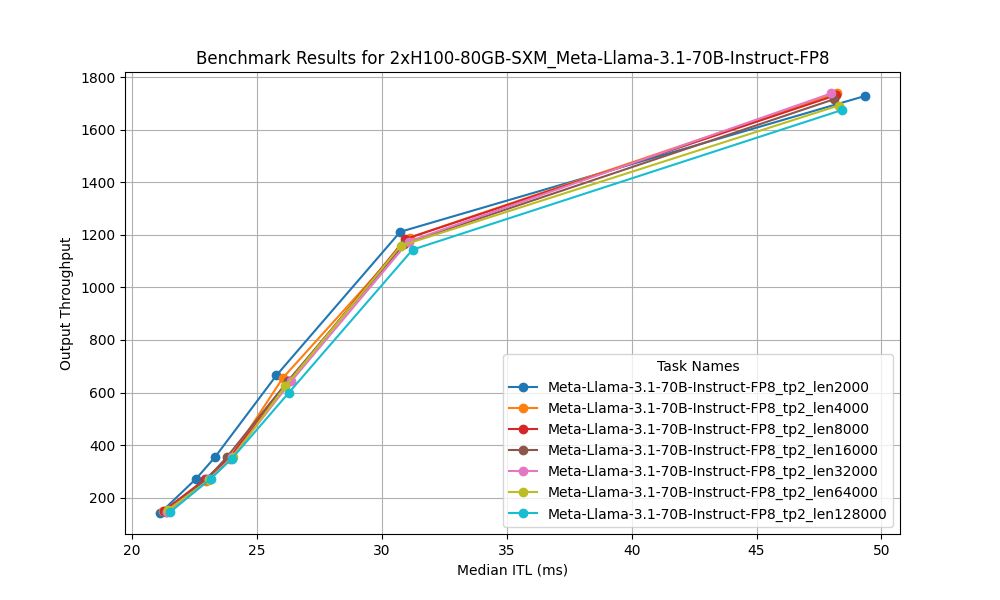 Benchmark Results for 2xH100-80GB-SXM_Meta-Llama-3.1-70B-Instruct-FP8
1800
1600
1400
1200
1000
800
600
400
200
Output Throughput
Task Names
Meta-Llama-3.1-70B-Instruct-FP8_tp2_len2000
Meta-Llama-3.1-70B-Instruct-FP8_tp2_len4000
Meta-Llama-3.1-70B-Instruct-FP8_tp2_len8000
Meta-Llama-3.1-70B-Instruct-FP8_tp2_len16000
Meta-Llama-3.1-70B-Instruct-FP8_tp2_len32000
Meta-Llama-3.1-70B-Instruct-FP8_tp2_len64000
Meta-Llama-3.1-70B-Instruct-FP8_tp2_len128000
20 25 30 35 40 45 50
Median ITL (ms)